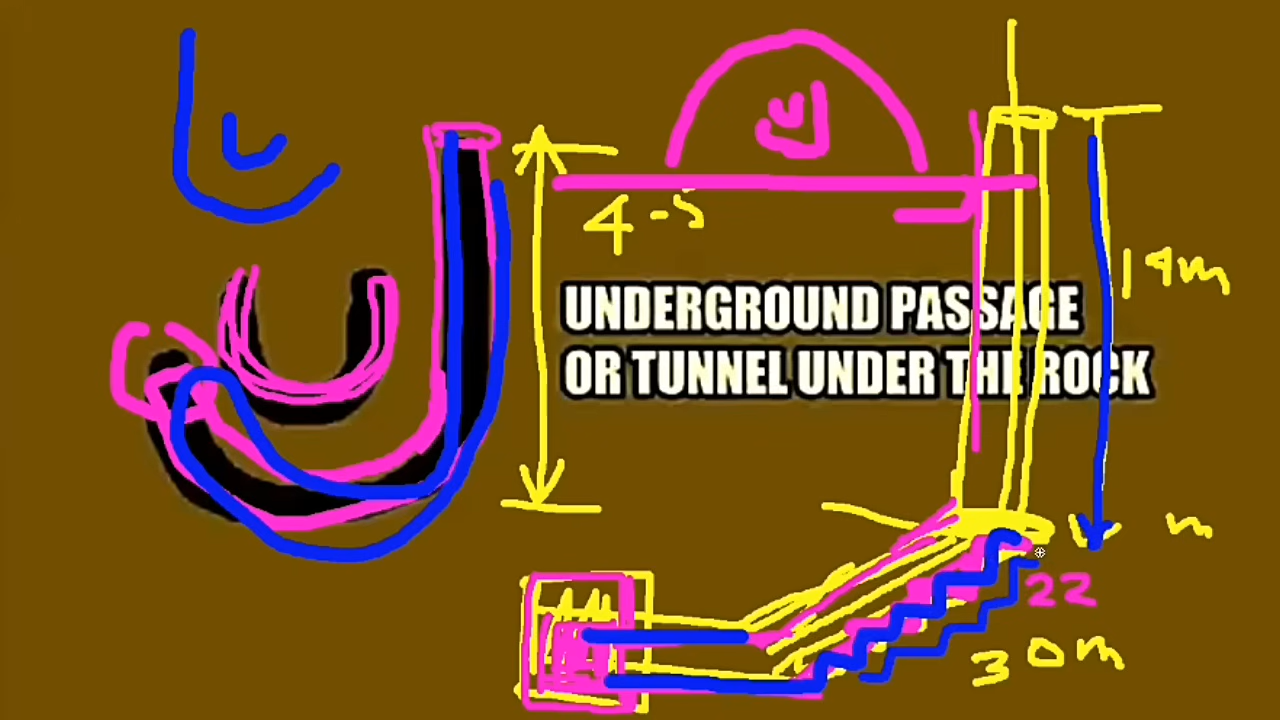 4-5
14m
UNDERGROUND PASSAGE
OR TUNNEL UNDER THE ROCK
m
22
30m